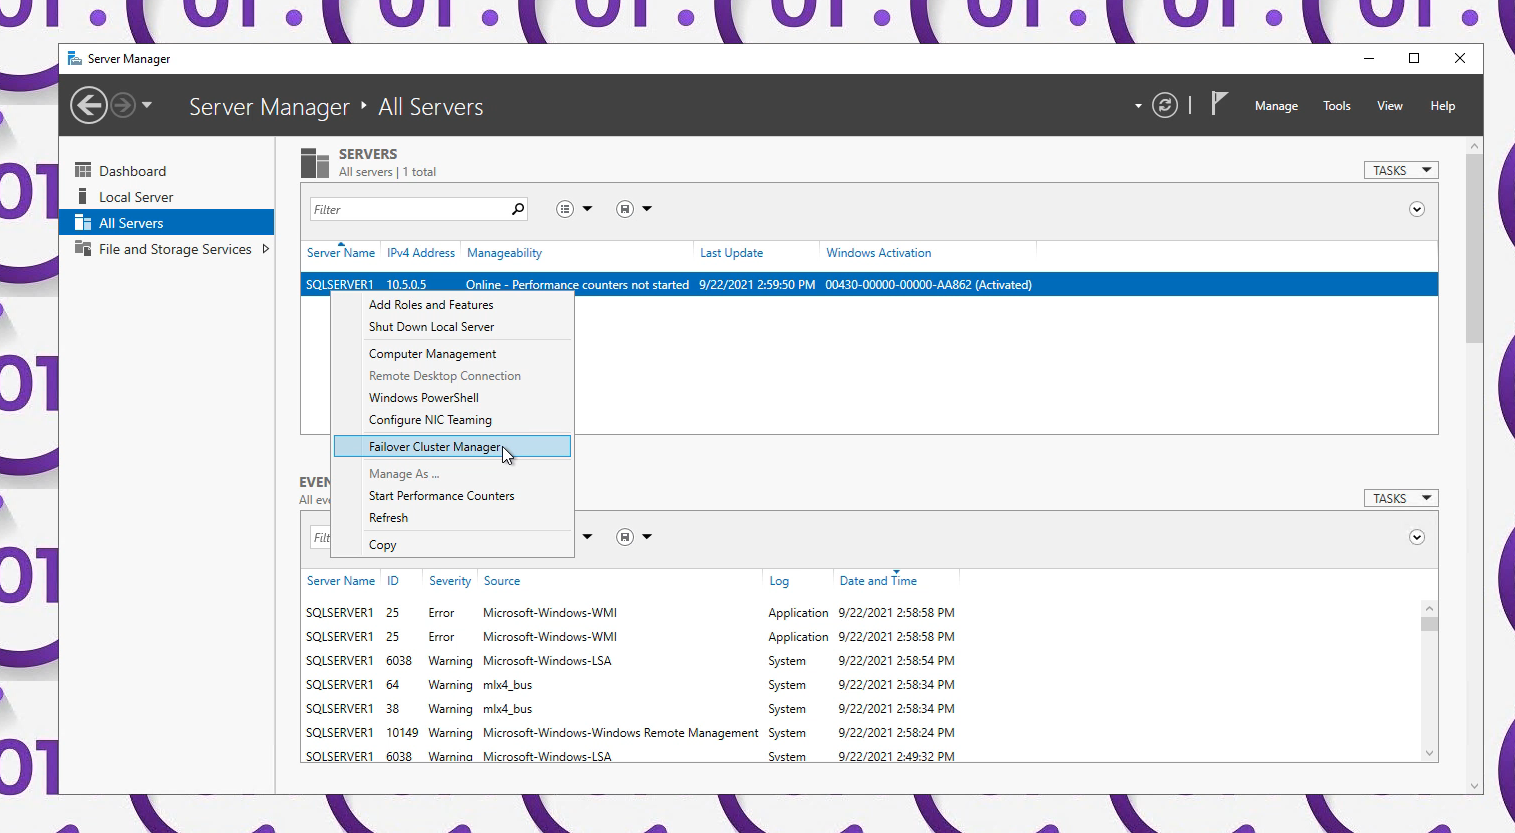 Server Manager
Server Manager ‣ All Servers
Manage Tools View Help
Dashboard
Local Server
All Servers
File and Storage Services
SERVERS
All servers | 1 total
TASKS
Filter
Server Name IPv4 Address Manageability Last Update Windows Activation
SQLSERVER1 10.5.0.5 Online - Performance counters not started 9/22/2021 2:59:50 PM 00430-00000-00000-AA862 (Activated)
Add Roles and Features
Shut Down Local Server
Computer Management
Remote Desktop Connection
Windows PowerShell
Configure NIC Teaming
Failover Cluster Manager
Manage As ...
Start Performance Counters
Refresh
Copy
EVEN
All eve
TASKS
Filt
Server Name ID Severity Source Log Date and Time
SQLSERVER1 25 Error Microsoft-Windows-WMI Application 9/22/2021 2:58:58 PM
SQLSERVER1 25 Error Microsoft-Windows-WMI Application 9/22/2021 2:58:58 PM
SQLSERVER1 6038 Warning Microsoft-Windows-LSA System 9/22/2021 2:58:54 PM
SQLSERVER1 64 Warning mlx4_bus System 9/22/2021 2:58:34 PM
SQLSERVER1 38 Warning mlx4_bus System 9/22/2021 2:58:34 PM
SQLSERVER1 10149 Warning Microsoft-Windows-Windows Remote Management System 9/22/2021 2:58:24 PM
SQLSERVER1 6038 Warning Microsoft-Windows-LSA System 9/22/2021 2:49:32 PM